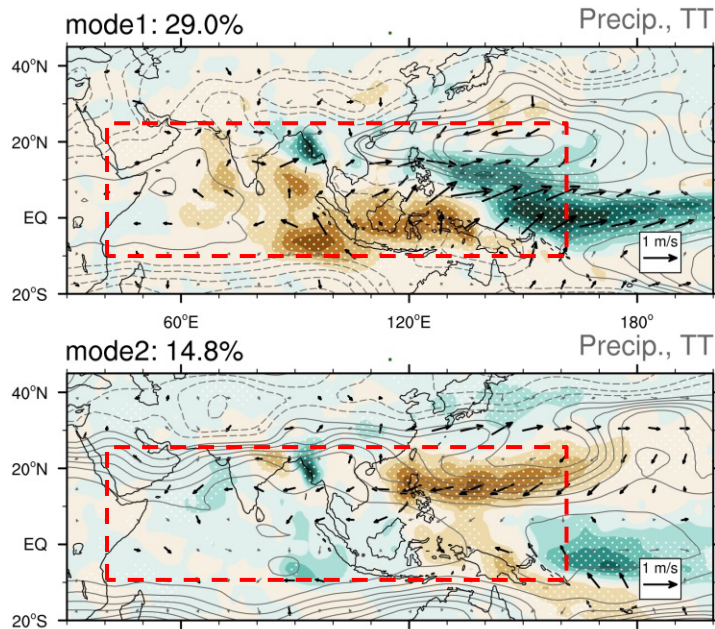 mode1: 29.0%
Precip., TT
40°N
20°N
EQ
20°S
1 m/s
60°E
120°E
180°
mode2: 14.8%
Precip., TT
40°N
20°N
EQ
20°S
1 m/s